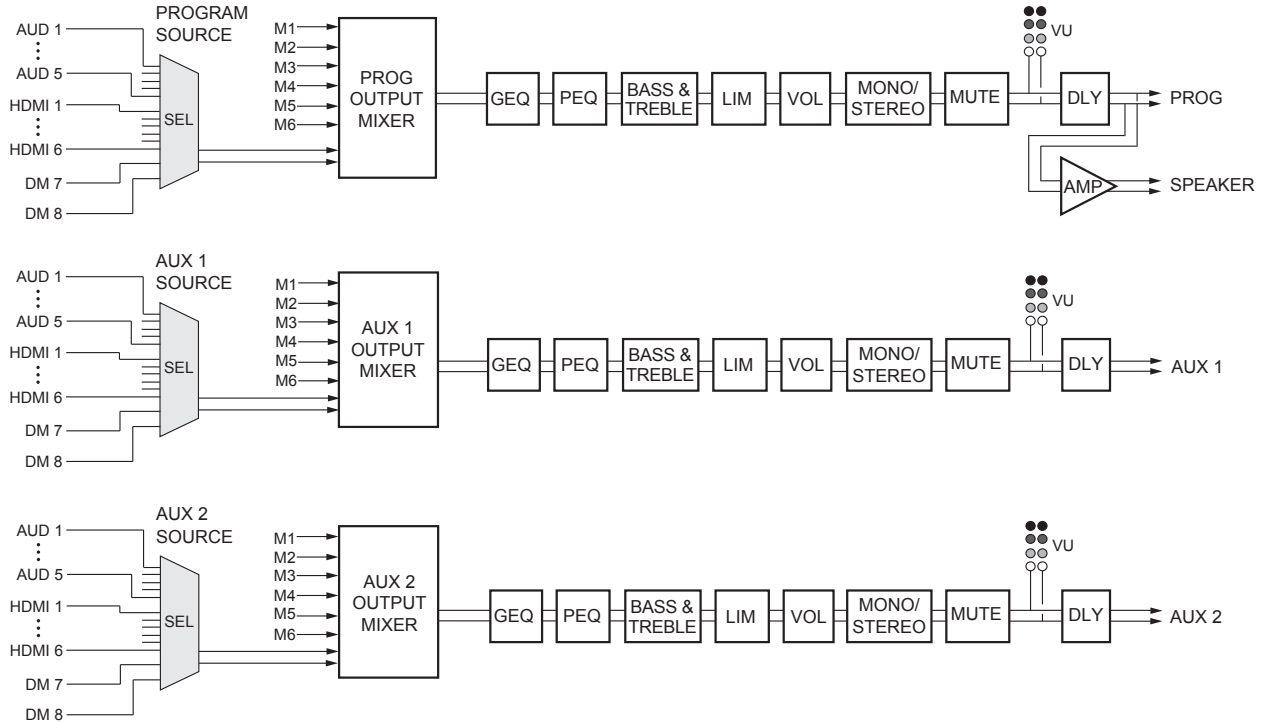 PROGRAM
SOURCE
AUD 1
AUD 5
HDMI 1
HDMI 6
DM 7
DM 8
SEL
M1
M2
M3
M4
M5
M6
PROG
OUTPUT
MIXER
GEQ
PEQ
BASS &
TREBLE
LIM
VOL
MONO/
STEREO
MUTE
VU
DLY
PROG
AMP
SPEAKER
AUX 1
SOURCE
AUD 1
AUD 5
HDMI 1
HDMI 6
DM 7
DM 8
SEL
M1
M2
M3
M4
M5
M6
AUX 1
OUTPUT
MIXER
GEQ
PEQ
BASS &
TREBLE
LIM
VOL
MONO/
STEREO
MUTE
VU
DLY
AUX 1
AUX 2
SOURCE
AUD 1
AUD 5
HDMI 1
HDMI 6
DM 7
DM 8
SEL
M1
M2
M3
M4
M5
M6
AUX 2
OUTPUT
MIXER
GEQ
PEQ
BASS &
TREBLE
LIM
VOL
MONO/
STEREO
MUTE
VU
DLY
AUX 2